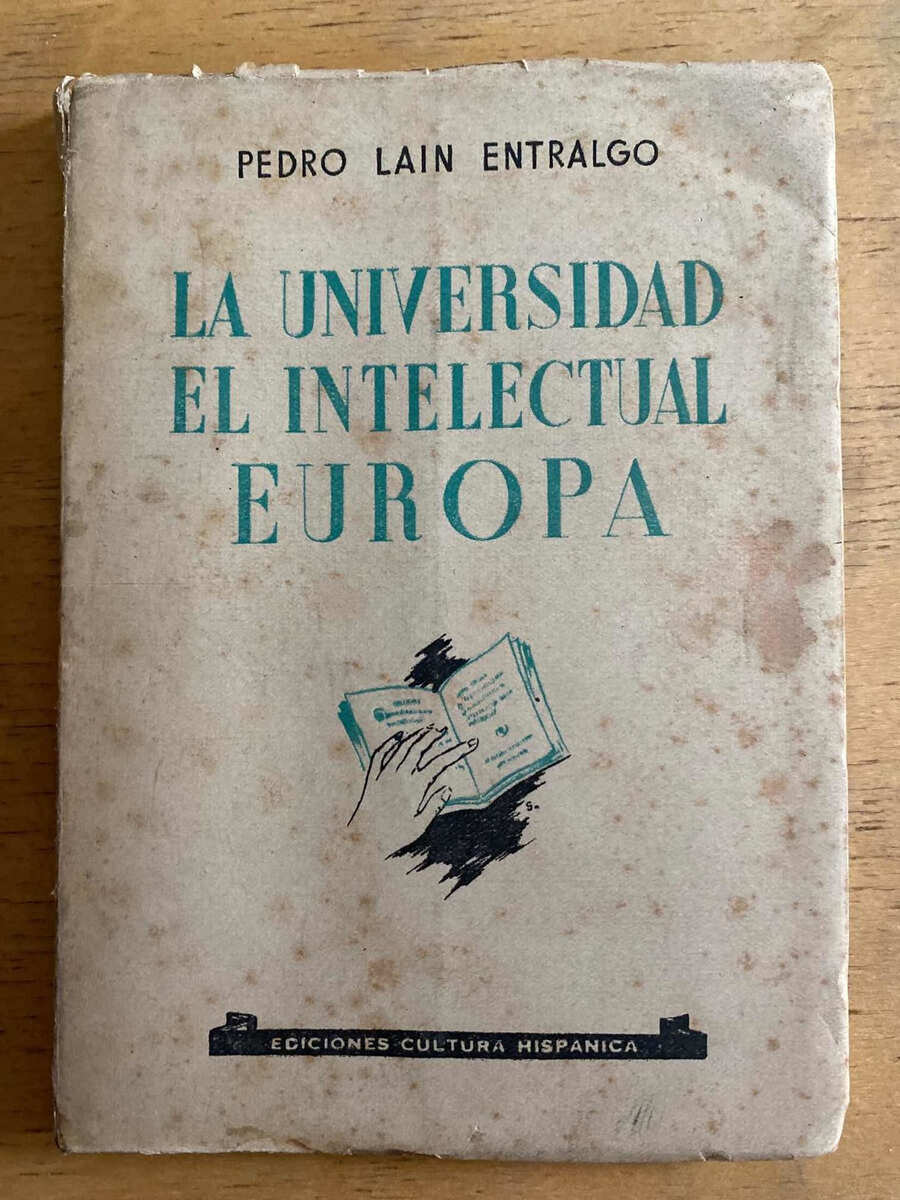 PEDRO LAIN ENTRALGO
LA UNIVERSIDAD
EL INTELECTUAL
EUROPA
EDICIONES CULTURA HISPANICA